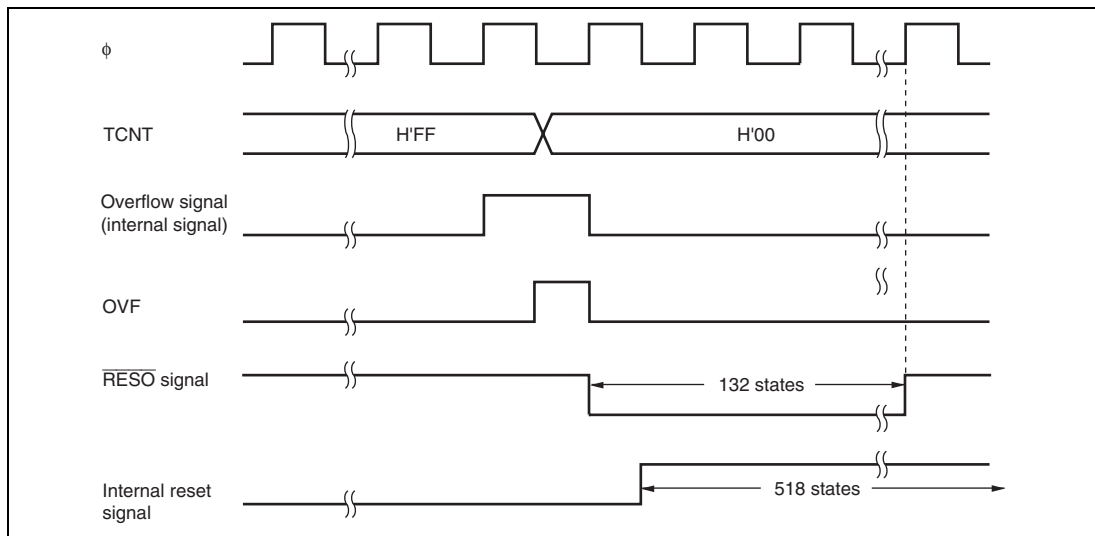 ϕ
TCNT
H'FF
H'00
Overflow signal
(internal signal)
OVF
RESO signal
132 states
Internal reset
signal
518 states